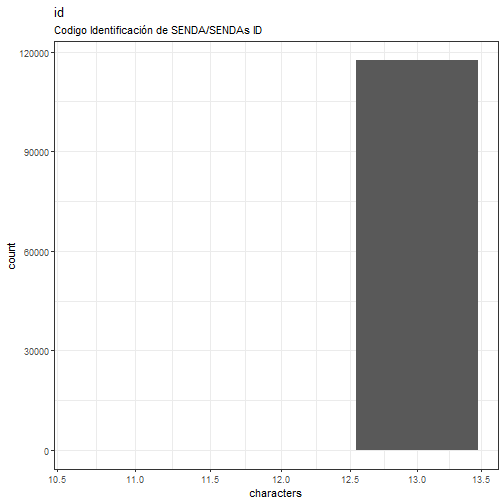 id
Codigo Identificación de SENDA/SENDAs ID
120000
90000
60000
30000
0
count
10.5 11.0 11.5 12.0 12.5 13.0 13.5
characters